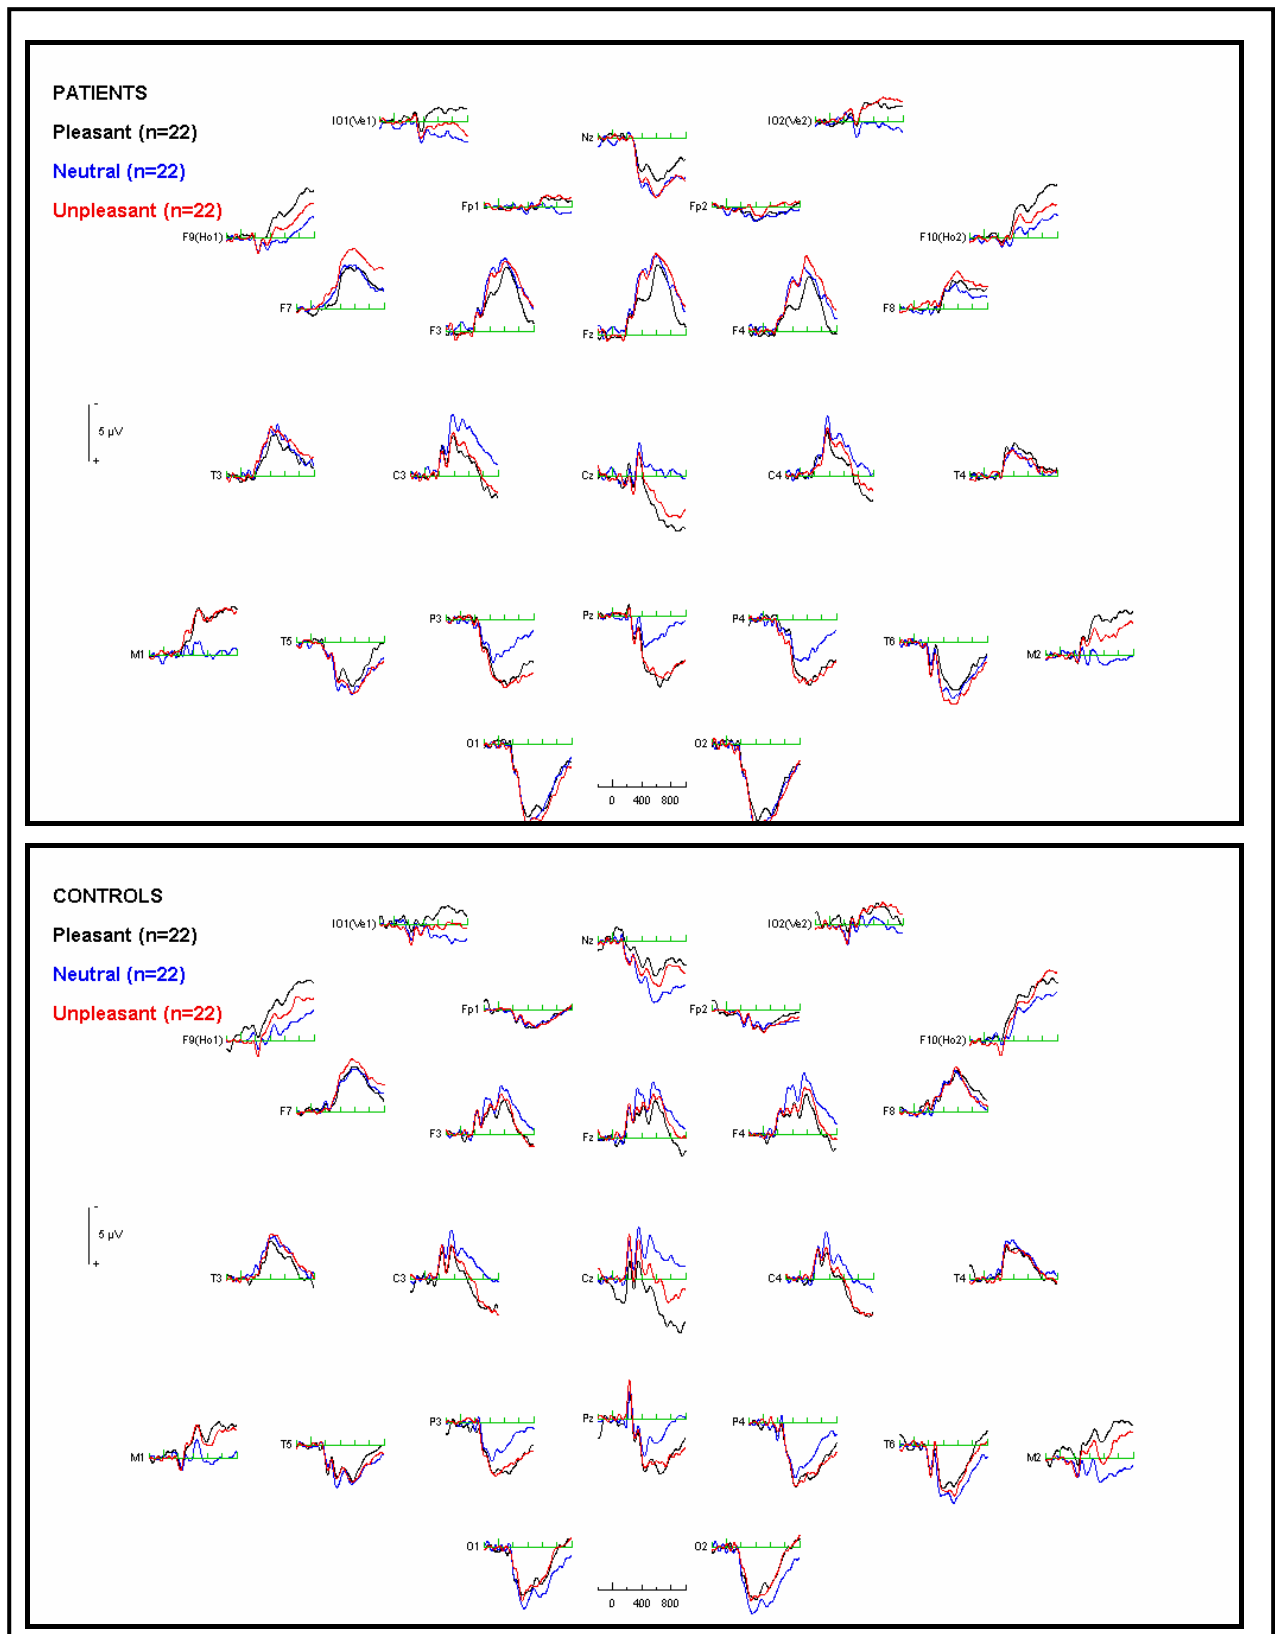 PATIENTS
Pleasant (n=22)
Neutral (n=22)
Unpleasant (n=22)
IO1(Ve1)
Nz
IO2(Ve2)
Fp1
Fp2
F9(Ho1)
F10(Ho2)
F7
F3
Fz
F4
F8
-
5 µV
+
T3
C3
Cz
C4
T4
M1
T5
P3
Pz
P4
T6
M2
O1
O2
0 400 800
CONTROLS
Pleasant (n=22)
Neutral (n=22)
Unpleasant (n=22)
IO1(Ve1)
Nz
IO2(Ve2)
Fp1
Fp2
F9(Ho1)
F10(Ho2)
F7
F3
Fz
F4
F8
-
5 µV
+
T3
C3
Cz
C4
T4
M1
T5
P3
Pz
P4
T6
M2
O1
O2
0 400 800